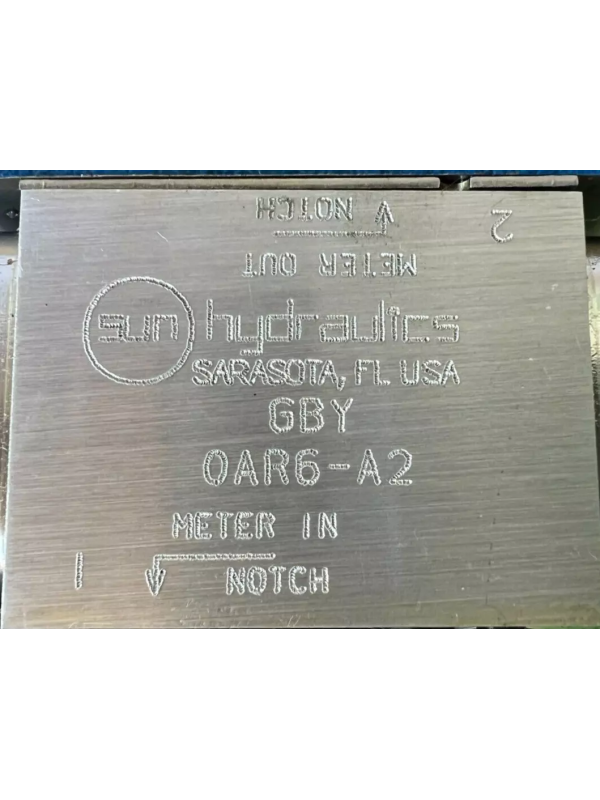 NOTCH
2
METER OUT
sun hydraulics
SARASOTA, FL USA
GBY
0AR6-A2
METER IN
1
NOTCH